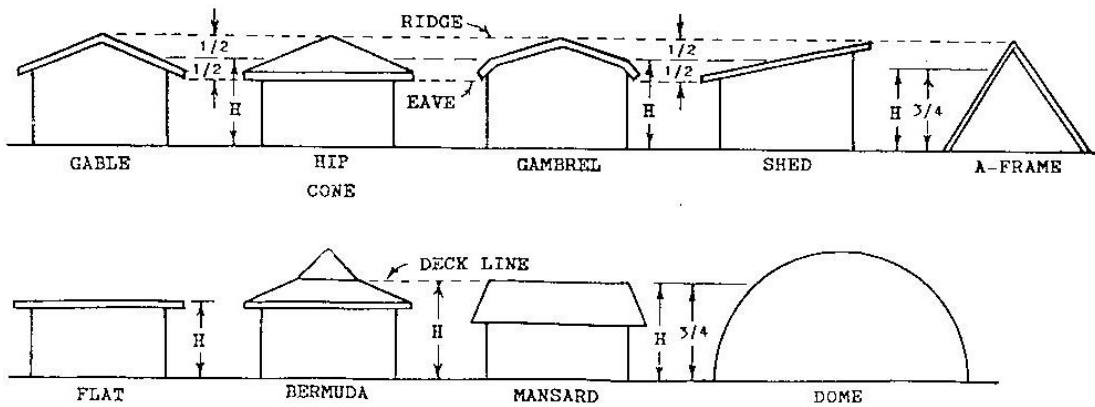 RIDGE
1/2 1/2
1/2 1/2
EAVE
H H H 3/4
GABLE HIP GAMBREL SHED A-FRAME
CONE
DECK LINE
H H H 3/4
FLAT BERMUDA MANSARD DOME